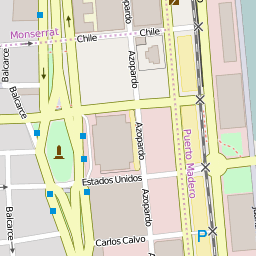 Monserrat
Chile
Chile
Balcarce
Azopardo
Balcarce
Azopardo
Puerto Madero
Estados Unidos
Azopardo
Balcarce
Carlos Calvo
P